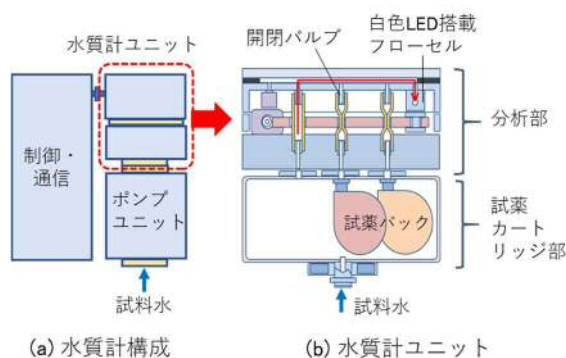 水質計ユニット
制御・
通信
ポンプ
ユニット
試料水
(a) 水質計構成
開閉バルブ
白色LED搭載
フローセル
分析部
試薬バック
試薬
カート
リッジ部
試料水
(b) 水質計ユニット